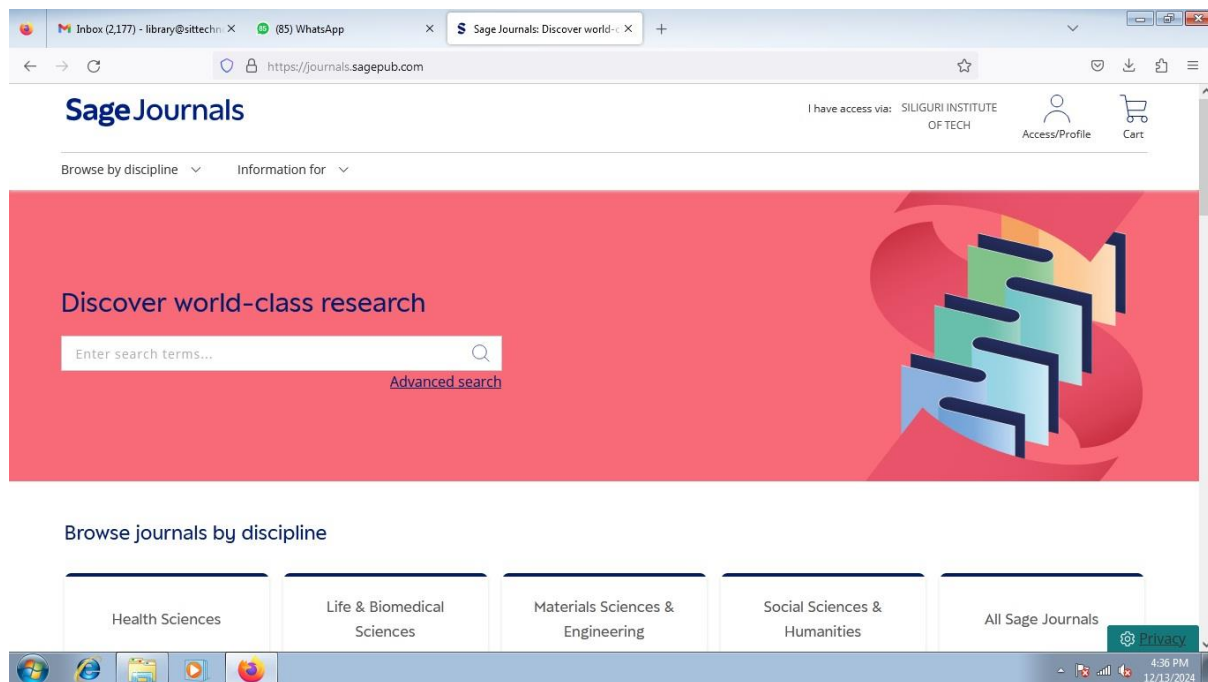 Inbox (2,177) - library@sittechn
(85) WhatsApp
Sage Journals: Discover world-c
https://journals.sagepub.com
Sage Journals
I have access via: SILIGURI INSTITUTE
OF TECH
Access/Profile
Cart
Browse by discipline
Information for
Discover world-class research
Enter search terms...
Advanced search
Browse journals by discipline
Health Sciences
Life & Biomedical
Sciences
Materials Sciences &
Engineering
Social Sciences &
Humanities
All Sage Journals
Privacy
4:36 PM
12/13/2024